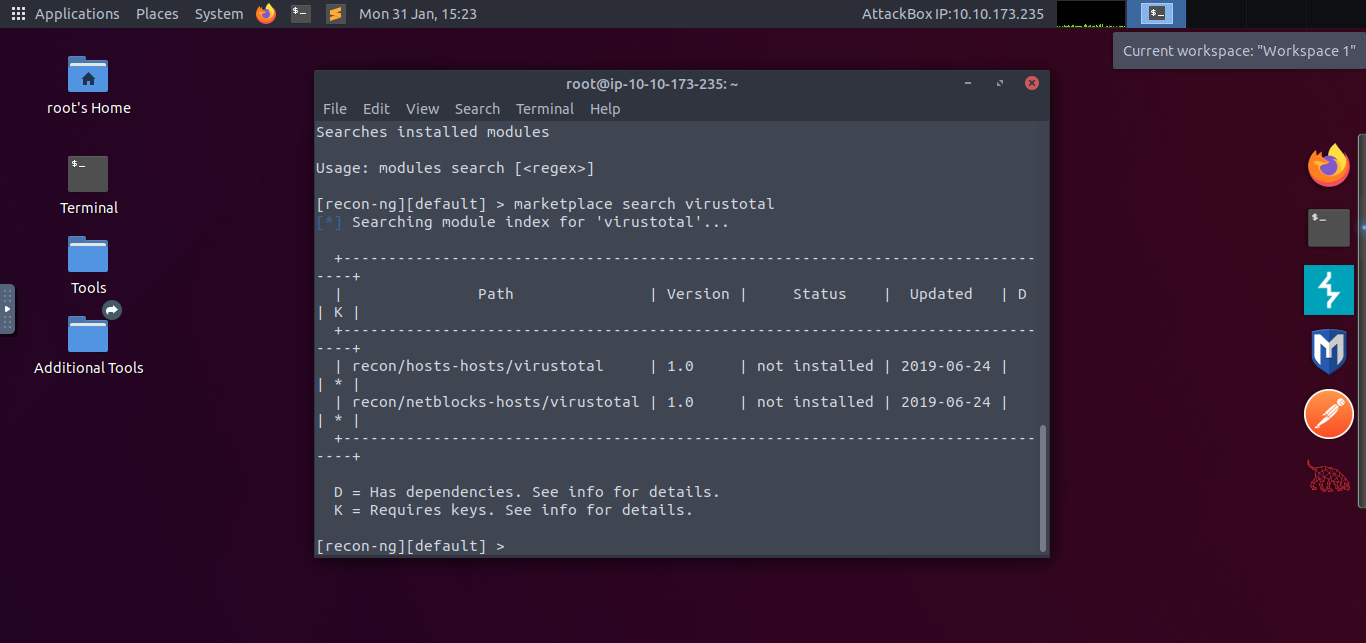 Applications Places System Mon 31 Jan, 15:23 AttackBox IP:10.10.173.235
Current workspace: "Workspace 1"
root's Home
Terminal
Tools
Additional Tools
root@ip-10-10-173-235: ~
File Edit View Search Terminal Help
Searches installed modules
Usage: modules search [<regex>]
[recon-ng][default] > marketplace search virustotal
[*] Searching module index for 'virustotal'...
+-----------------------------------------------------------------------------
----+
| Path | Version | Status | Updated | D
| K |
+-----------------------------------------------------------------------------
----+
| recon/hosts-hosts/virustotal | 1.0 | not installed | 2019-06-24 |
| * |
| recon/netblocks-hosts/virustotal | 1.0 | not installed | 2019-06-24 |
| * |
+-----------------------------------------------------------------------------
----+
D = Has dependencies. See info for details.
K = Requires keys. See info for details.
[recon-ng][default] >